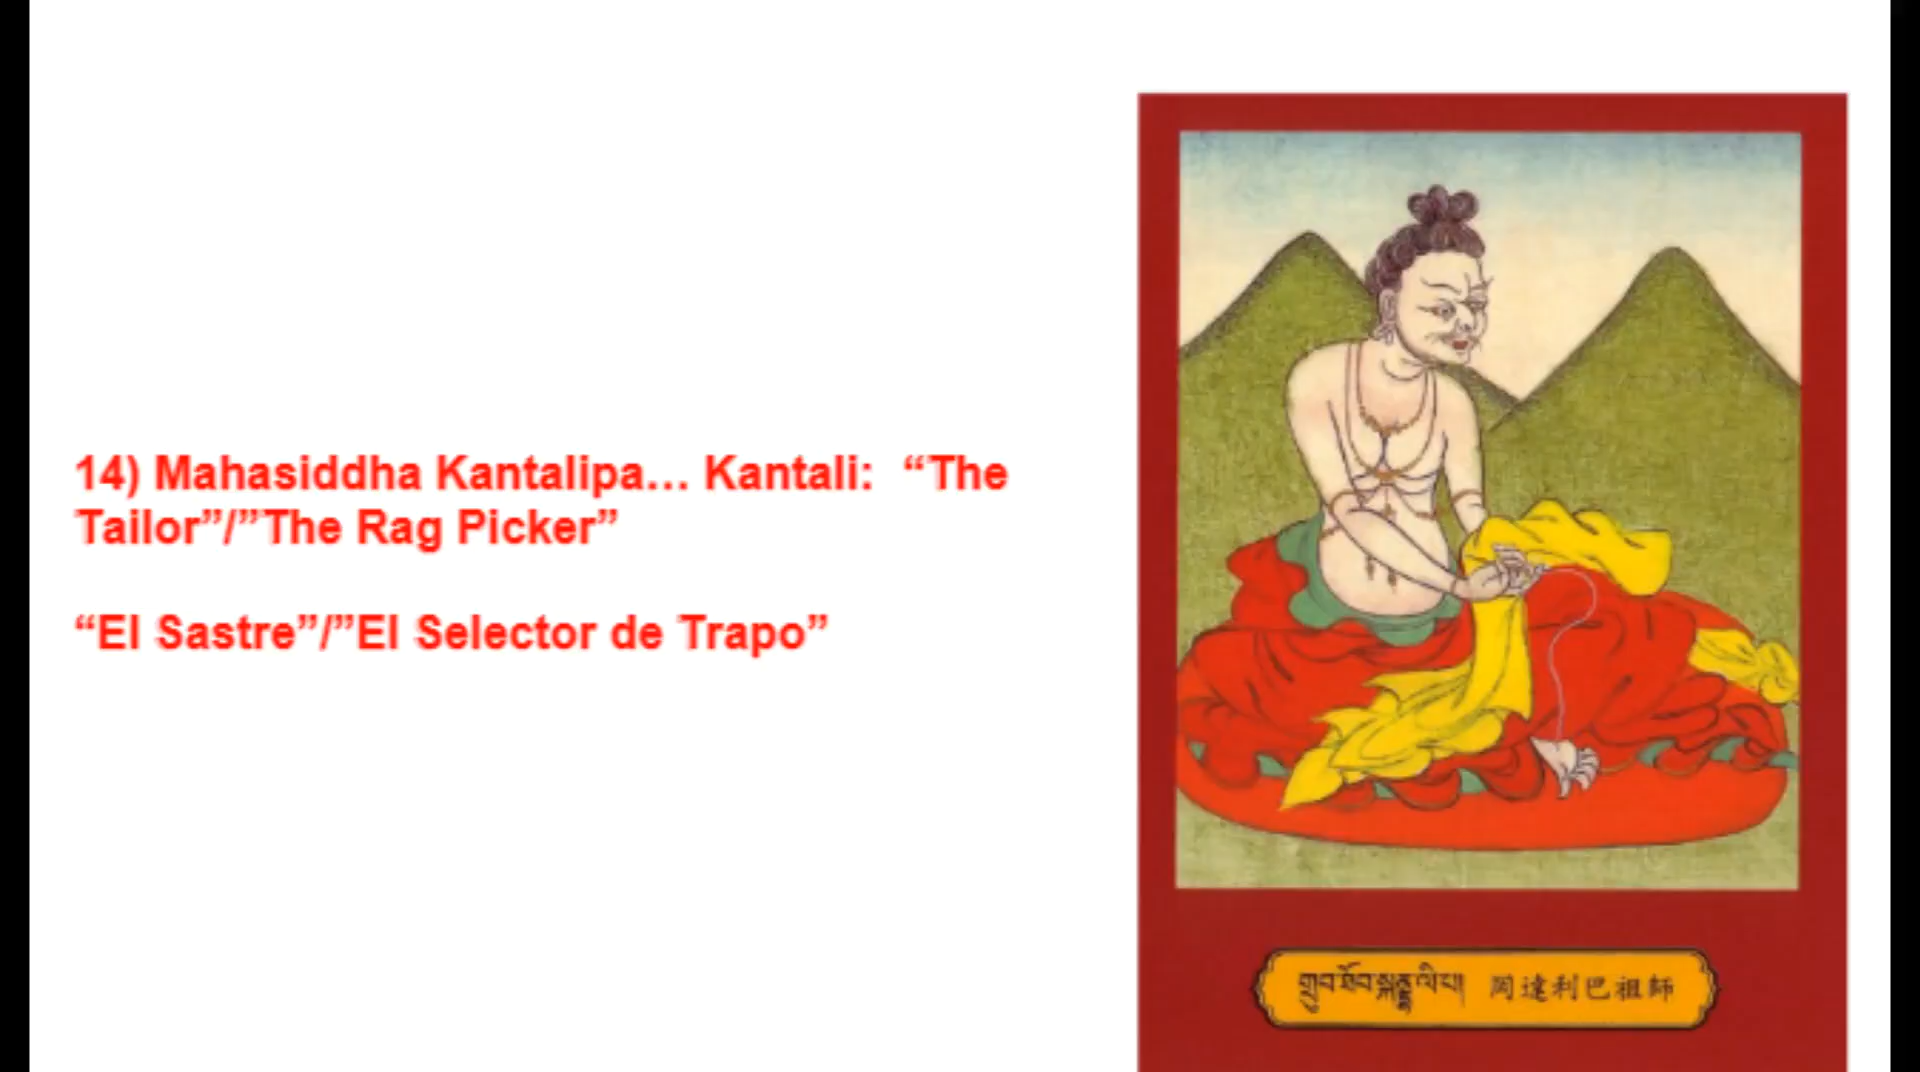 14) Mahasiddha Kantalipa... Kantali:  “The
Tailor”/”The Rag Picker”
“El Sastre”/”El Selector de Trapo”
གྲུབ་ཐོབ་སྐནྡྷ་ལི་པ། 岡達利巴祖師